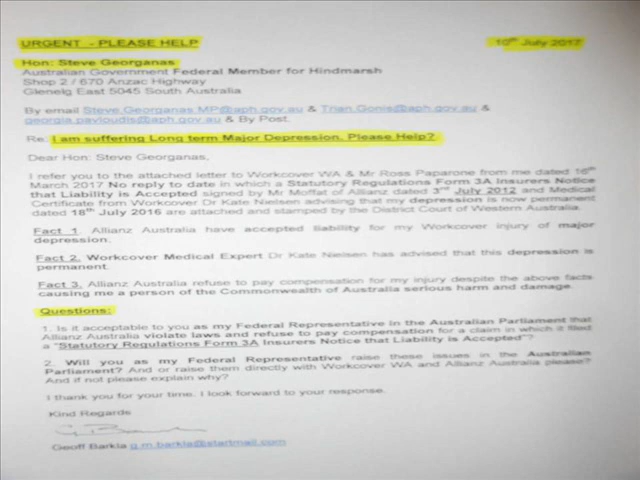 URGENT - PLEASE HELP
10th July 2017
Hon: Steve Georganas
Australian Government Federal Member for Hindmarsh
Shop 2 / 670 Anzac Highway
Glenelg East 5045 South Australia
By email Steve.Georganas.MP@aph.gov.au & Trian.Gonis@aph.gov.au &
georgia.pavloudis@aph.gov.au & By Post.
Re: I am suffering Long term Major Depression. Please Help?
Dear Hon: Steve Georganas,
I refer you to the attached letter to Workcover WA & Mr Ross Paparone from me dated 16th
March 2017 No reply to date in which a Statutory Regulations Form 3A Insurers Notice
that Liability is Accepted signed by Mr Moffat of Allianz dated 3rd July 2012 and Medical
Certificate from Workcover Dr Kate Nielsen advising that my depression is now permanent
dated 18th July 2016 are attached and stamped by the District Court of Western Australia.
Fact 1. Allianz Australia have accepted liability for my Workcover injury of major
depression.
Fact 2. Workcover Medical Expert Dr Kate Nielsen has advised that this depression is
permanent.
Fact 3. Allianz Australia refuse to pay compensation for my injury despite the above facts
causing me a person of the Commonwealth of Australia serious harm and damage.
Questions:
1. Is it acceptable to you as my Federal Representative in the Australian Parliament that
Allianz Australia violate laws and refuse to pay compensation for a claim in which it filed
a "Statutory Regulations Form 3A Insurers Notice that Liability is Accepted"?
2. Will you as my Federal Representative raise these issues in the Australian
Parliament? And or raise them directly with Workcover WA and Allianz Australia please?
And if not please explain why?
I thank you for your time. I look forward to your response.
Kind Regards
Geoff Barkla g.m.barkla@startmail.com